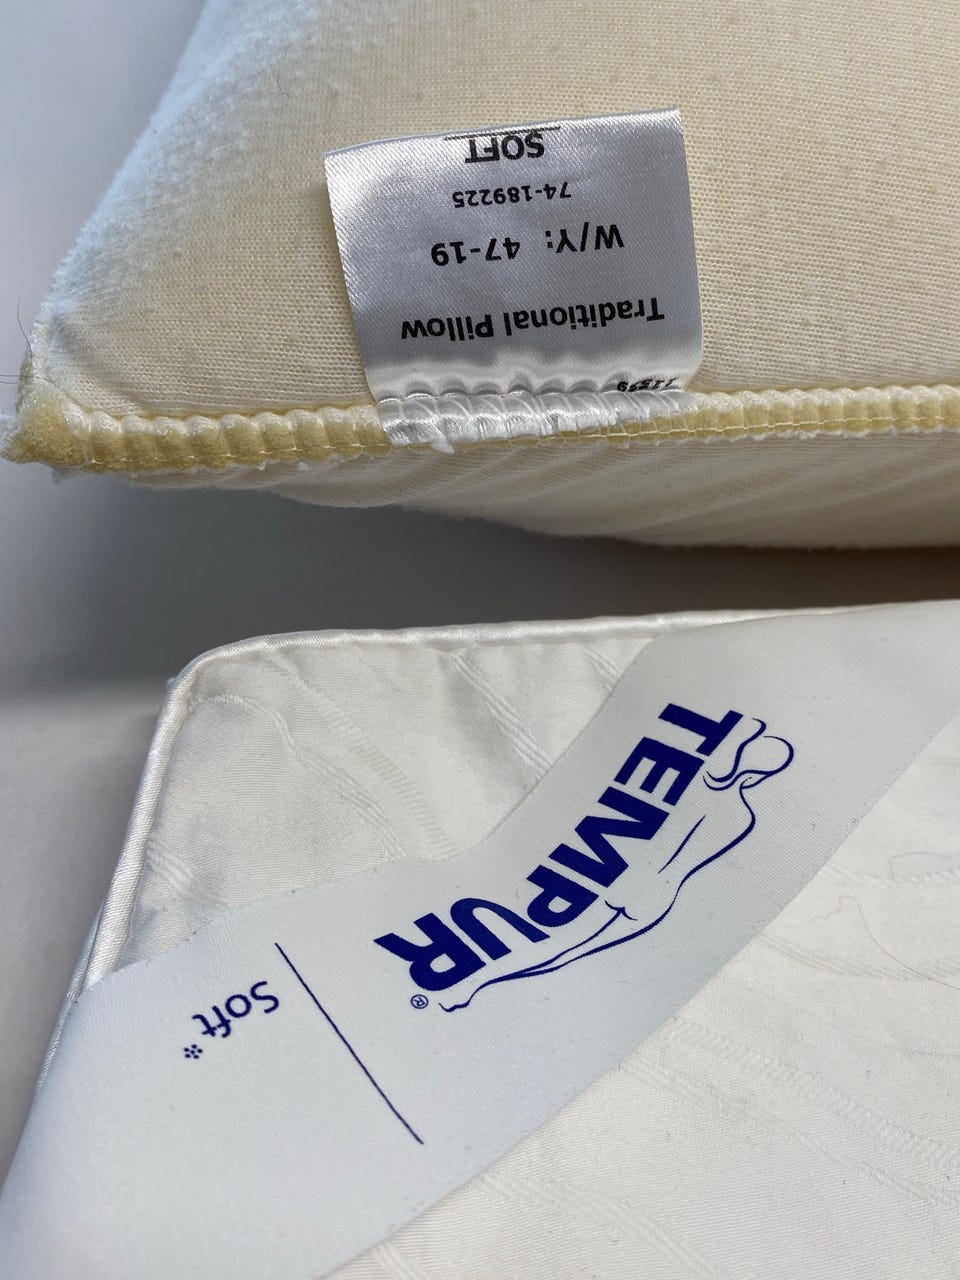 Traditional Pillow
W/Y: 47-19
74-189225
SOFT
TEMPUR®
Soft*